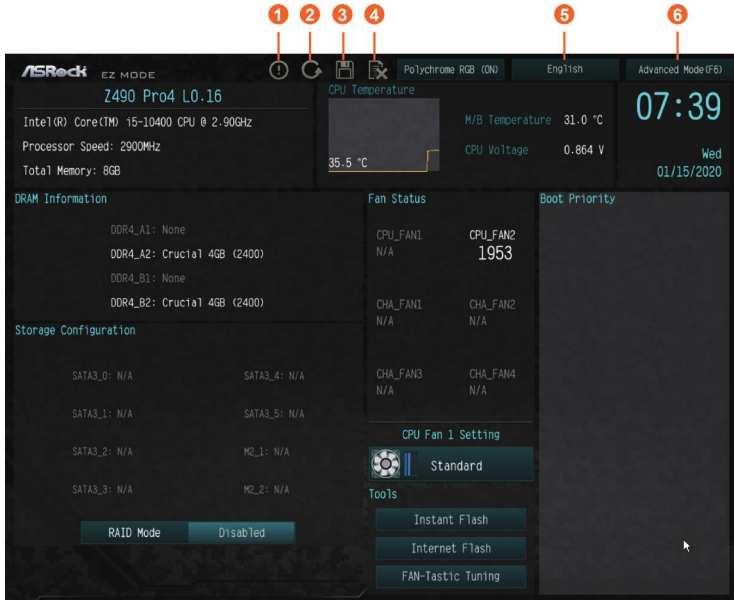 1 2 3 4 5 6
ASRock EZ MODE
Polychrome RGB (ON)
English
Advanced Mode(F6)
Z490 Pro4 L0.16
Intel(R) Core(TM) i5-10400 CPU @ 2.90GHz
Processor Speed: 2900MHz
Total Memory: 8GB
CPU Temperature
35.5 °C
M/B Temperature 31.0 °C
CPU Voltage 0.864 V
07:39
Wed
01/15/2020
DRAM Information
DDR4_A1: None
DDR4_A2: Crucial 4GB (2400)
DDR4_B1: None
DDR4_B2: Crucial 4GB (2400)
Storage Configuration
SATA3_0: N/A SATA3_4: N/A
SATA3_1: N/A SATA3_5: N/A
SATA3_2: N/A M2_1: N/A
SATA3_3: N/A M2_2: N/A
RAID Mode Disabled
Fan Status
CPU_FAN1 CPU_FAN2
N/A 1953
CHA_FAN1 CHA_FAN2
N/A N/A
CHA_FAN3 CHA_FAN4
N/A N/A
CPU Fan 1 Setting
Standard
Tools
Instant Flash
Internet Flash
FAN-Tastic Tuning
Boot Priority